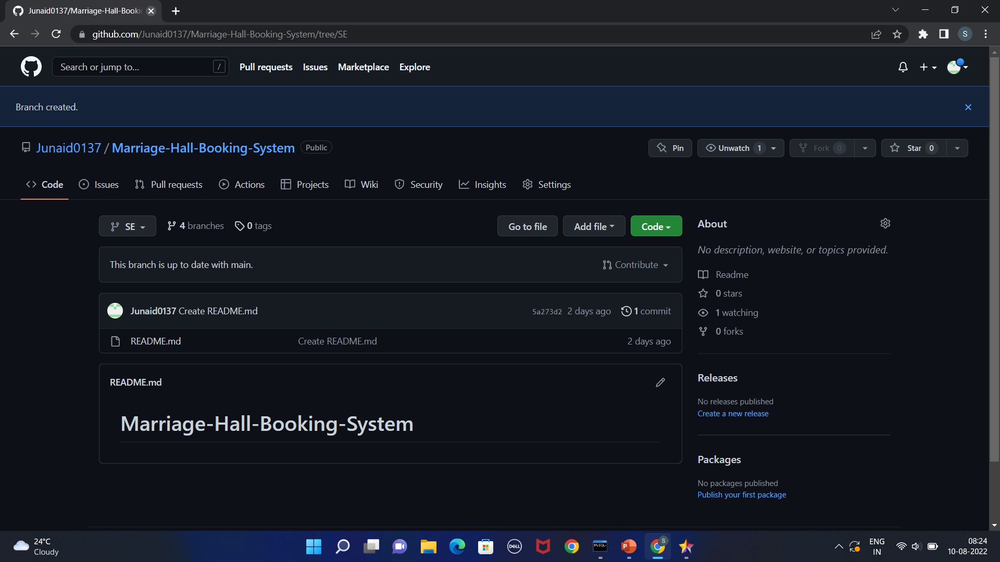 Junaid0137/Marriage-Hall-Booki
github.com/Junaid0137/Marriage-Hall-Booking-System/tree/SE
S
Search or jump to...
/
Pull requests
Issues
Marketplace
Explore
Branch created.
Junaid0137 / Marriage-Hall-Booking-System
Public
Pin
Unwatch 1
Fork 0
Star 0
Code
Issues
Pull requests
Actions
Projects
Wiki
Security
Insights
Settings
SE
4 branches
0 tags
Go to file
Add file
Code
This branch is up to date with main.
Contribute
Junaid0137 Create README.md
5a273d2 2 days ago
1 commit
README.md
Create README.md
2 days ago
README.md
Marriage-Hall-Booking-System
About
No description, website, or topics provided.
Readme
0 stars
1 watching
0 forks
Releases
No releases published
Create a new release
Packages
No packages published
Publish your first package
24°C
Cloudy
DELL
MySQL
P
S
ENG
IN
08:24
10-08-2022